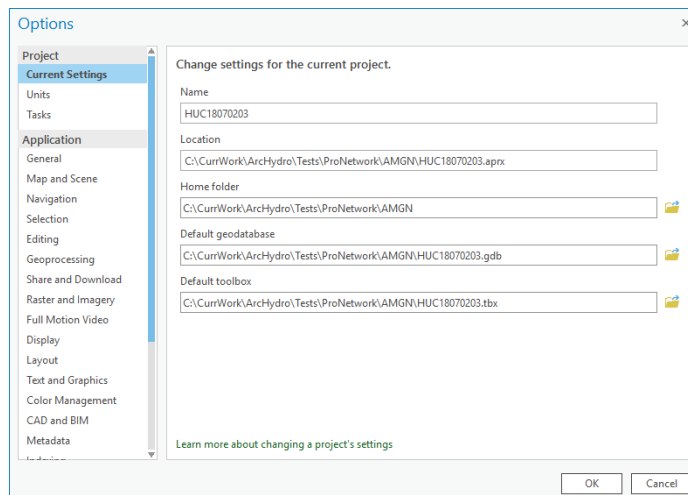 Options
Project
Current Settings
Units
Tasks
Application
General
Map and Scene
Navigation
Selection
Editing
Geoprocessing
Share and Download
Raster and Imagery
Full Motion Video
Display
Layout
Text and Graphics
Color Management
CAD and BIM
Metadata
Change settings for the current project.
Name
HUC18070203
Location
C:\CurrWork\ArcHydro\Tests\ProNetwork\AMGN\HUC18070203.aprx
Home folder
C:\CurrWork\ArcHydro\Tests\ProNetwork\AMGN
Default geodatabase
C:\CurrWork\ArcHydro\Tests\ProNetwork\AMGN\HUC18070203.gdb
Default toolbox
C:\CurrWork\ArcHydro\Tests\ProNetwork\AMGN\HUC18070203.tbx
Learn more about changing a project's settings
OK
Cancel